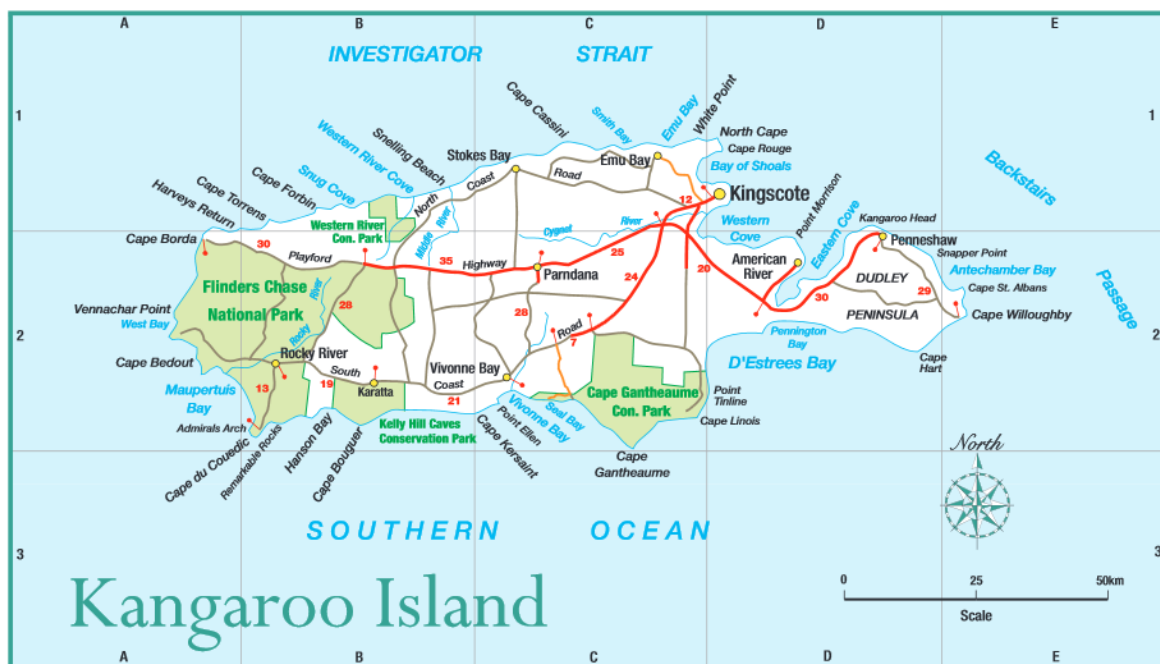 A
B
C
D
E
INVESTIGATOR STRAIT
1
1
Cape Cassini
Smith Bay
Emu Bay
White Point
North Cape
Cape Rouge
Bay of Shoals
Western River Cove
Snelling Beach
Stokes Bay
Emu Bay
Backstairs
Passage
Harveys Return
Cape Torrens
Cape Forbin
Snug Cove
North Coast Road
12
Kingscote
Point Morrison
Western River
Con. Park
Middle River
Cygnet River
Western
Cove
Eastern Cove
Kangaroo Head
Penneshaw
Cape Borda
30
Playford Highway
35
25
Snapper Point
Parndana
24
20
American
River
DUDLEY
PENINSULA
30
29
Antechamber Bay
Cape St. Albans
Cape Willoughby
Flinders Chase
National Park
Rocky River
28
28
Vennachar Point
West Bay
2
2
Pennington
Bay
D'Estrees Bay
Cape
Hart
Cape Bedout
Rocky River
South Coast Road
7
Vivonne Bay
Maupertuis
Bay
13
19
Karatta
21
Cape Gantheaume
Con. Park
Point
Tinline
Cape Linois
Admirals Arch
Cape du Couedic
Remarkable Rocks
Hanson Bay
Cape Bouguer
Kelly Hill Caves
Conservation Park
Cape Kersaint
Point Ellen
Vivonne Bay
Seal Bay
Cape
Gantheaume
North
SOUTHERN OCEAN
3
3
Kangaroo Island
0
25
50km
Scale
A
B
C
D
E